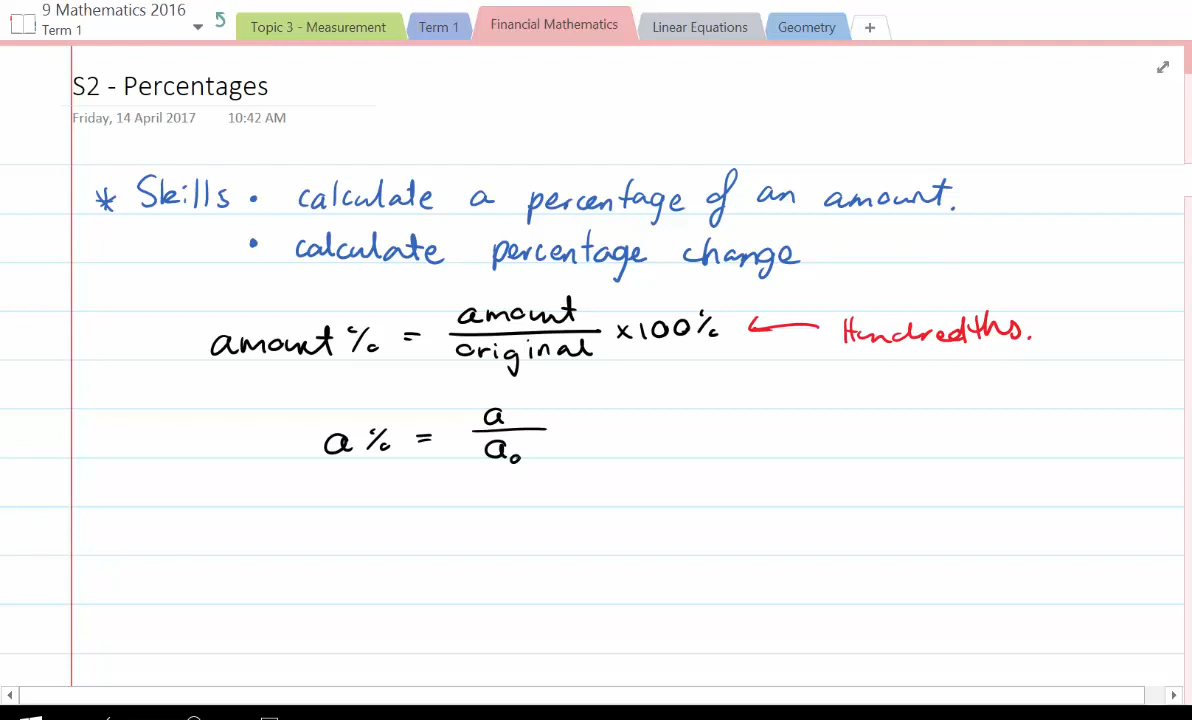 9 Mathematics 2016
Term 1
Topic 3 - Measurement
Term 1
Financial Mathematics
Linear Equations
Geometry
+
S2 - Percentages
Friday, 14 April 2017 10:42 AM
* Skills • calculate a percentage of an amount.
• calculate percentage change
amount % = amount / original × 100% ← Hundredths.
a % = a / a₀